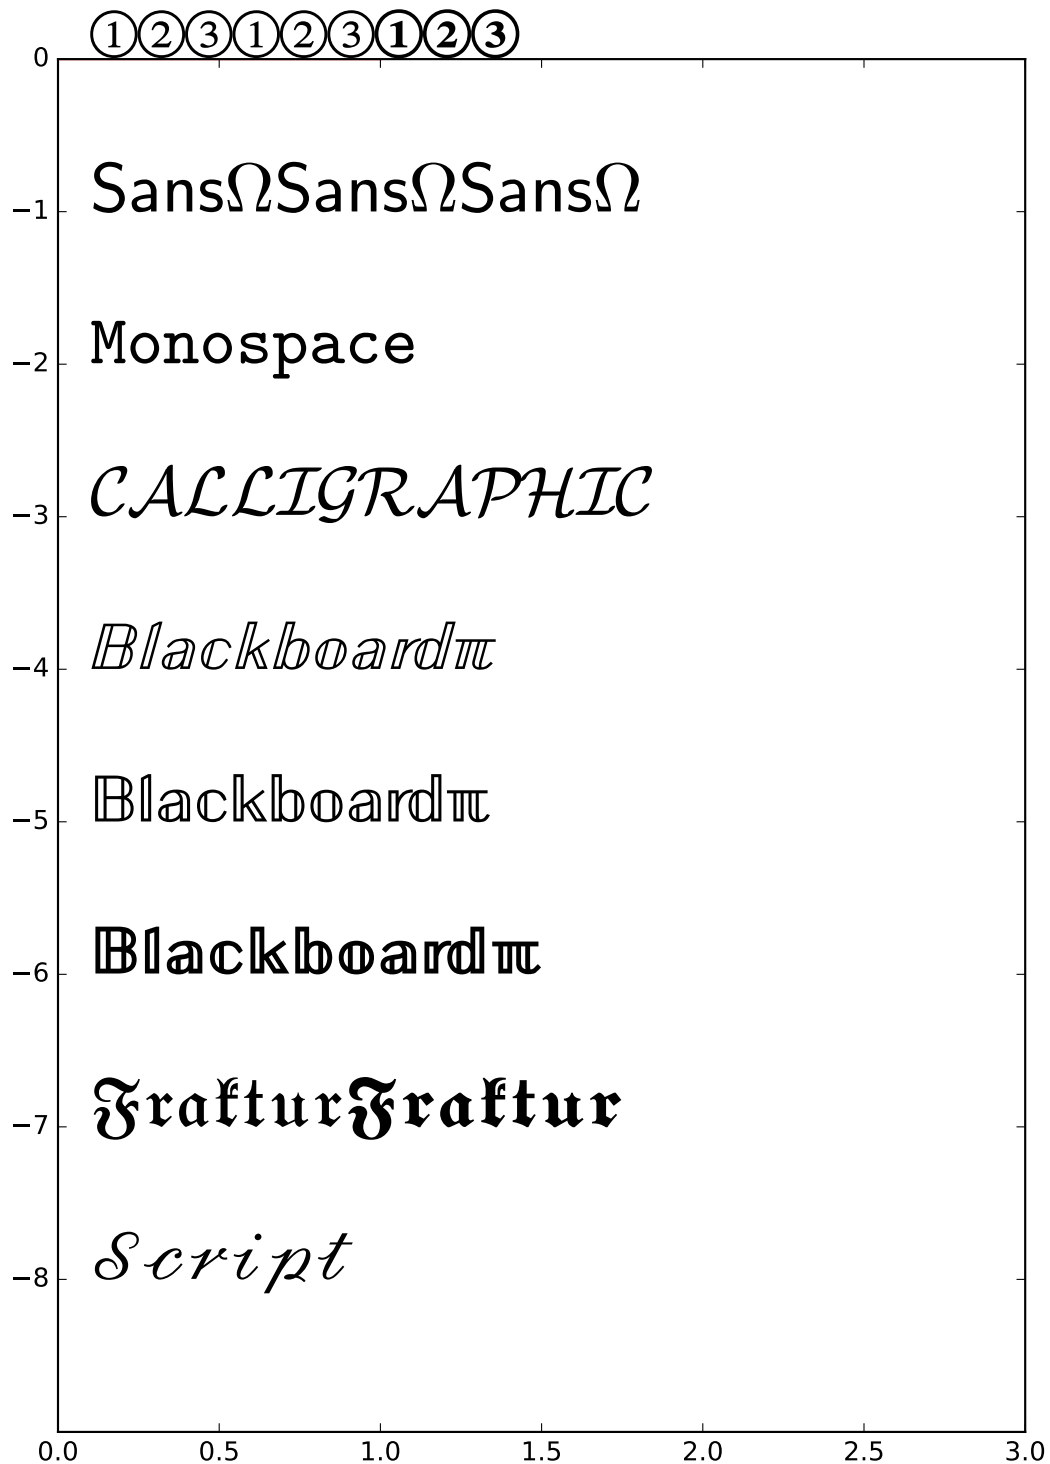 ①②③①②③①②③
0
SansΩSansΩSansΩ
−1
Monospace
−2
CALLIGRAPHIC
−3
Blackboardπ
−4
Blackboardπ
−5
Blackboardπ
−6
FrakturFraktur
−7
Script
−8
0.0 0.5 1.0 1.5 2.0 2.5 3.0